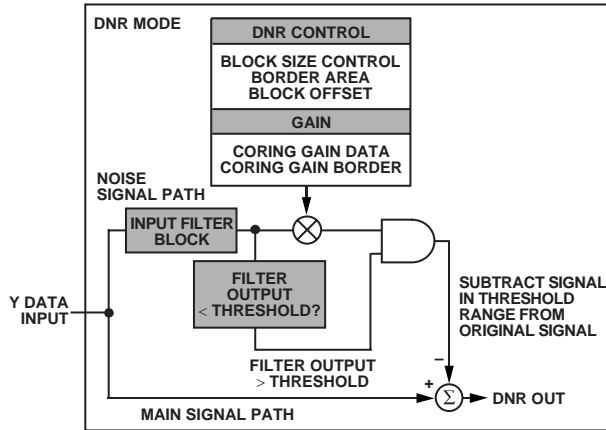 DNR MODE
DNR CONTROL
BLOCK SIZE CONTROL
BORDER AREA
BLOCK OFFSET
GAIN
CORING GAIN DATA
CORING GAIN BORDER
NOISE
SIGNAL PATH
INPUT FILTER
BLOCK
FILTER
OUTPUT
< THRESHOLD?
Y DATA
INPUT
FILTER OUTPUT
> THRESHOLD
SUBTRACT SIGNAL
IN THRESHOLD
RANGE FROM
ORIGINAL SIGNAL
–
+
Σ
DNR OUT
MAIN SIGNAL PATH